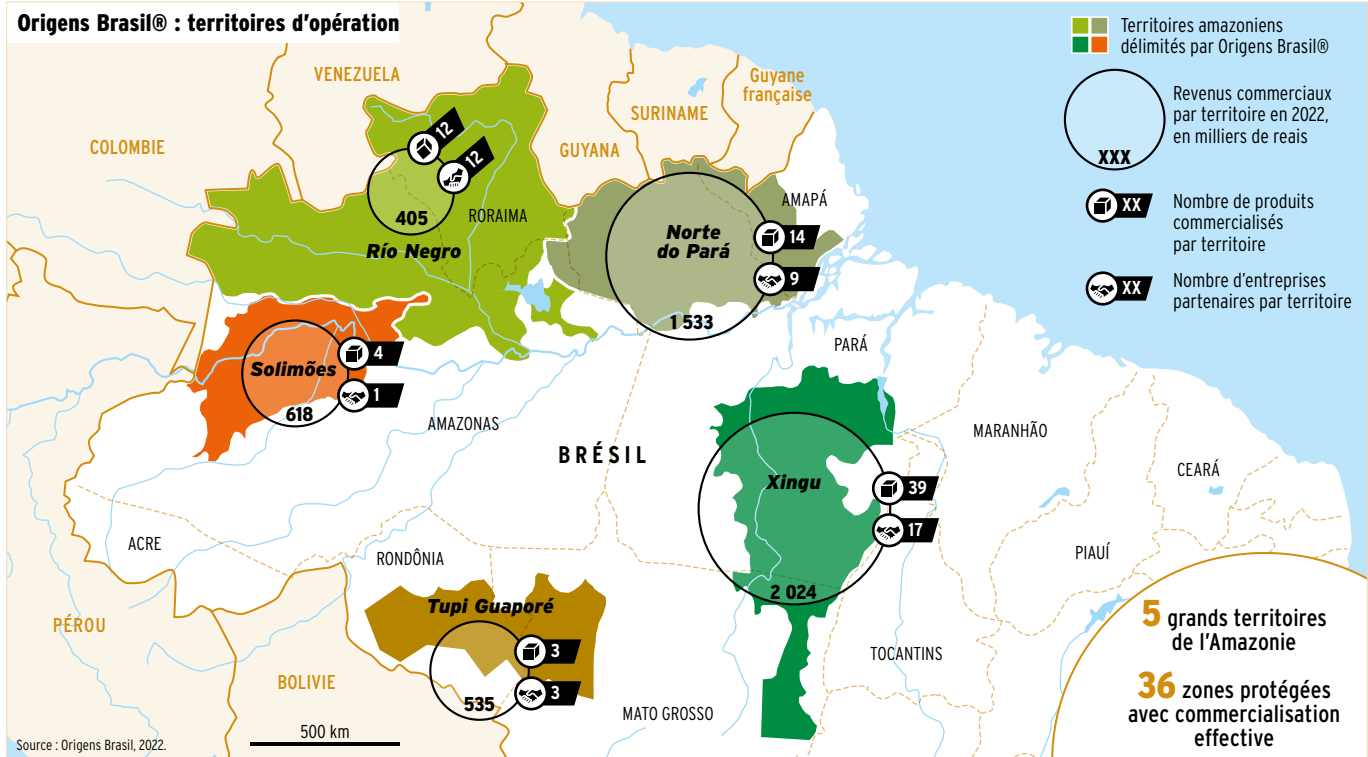 Origens Brasil® : territoires d'opération
Territoires amazoniens
délimités par Origens Brasil®
Revenus commerciaux
par territoire en 2022,
en milliers de reais
XXX
XX
Nombre de produits
commercialisés
par territoire
XX
Nombre d'entreprises
partenaires par territoire
VENEZUELA
COLOMBIE
GUYANA
SURINAME
Guyane
française
12
12
405
RORAIMA
Río Negro
AMAPÁ
Norte
do Pará
14
9
1 533
Solimões
4
1
618
AMAZONAS
BRÉSIL
PARÁ
MARANHÃO
CEARÁ
PIAUÍ
Xingu
39
17
2 024
ACRE
RONDÔNIA
Tupi Guaporé
3
3
535
PÉROU
BOLIVIE
MATO GROSSO
TOCANTINS
5 grands territoires
de l'Amazonie
36 zones protégées
avec commercialisation
effective
500 km
Source : Origens Brasil, 2022.